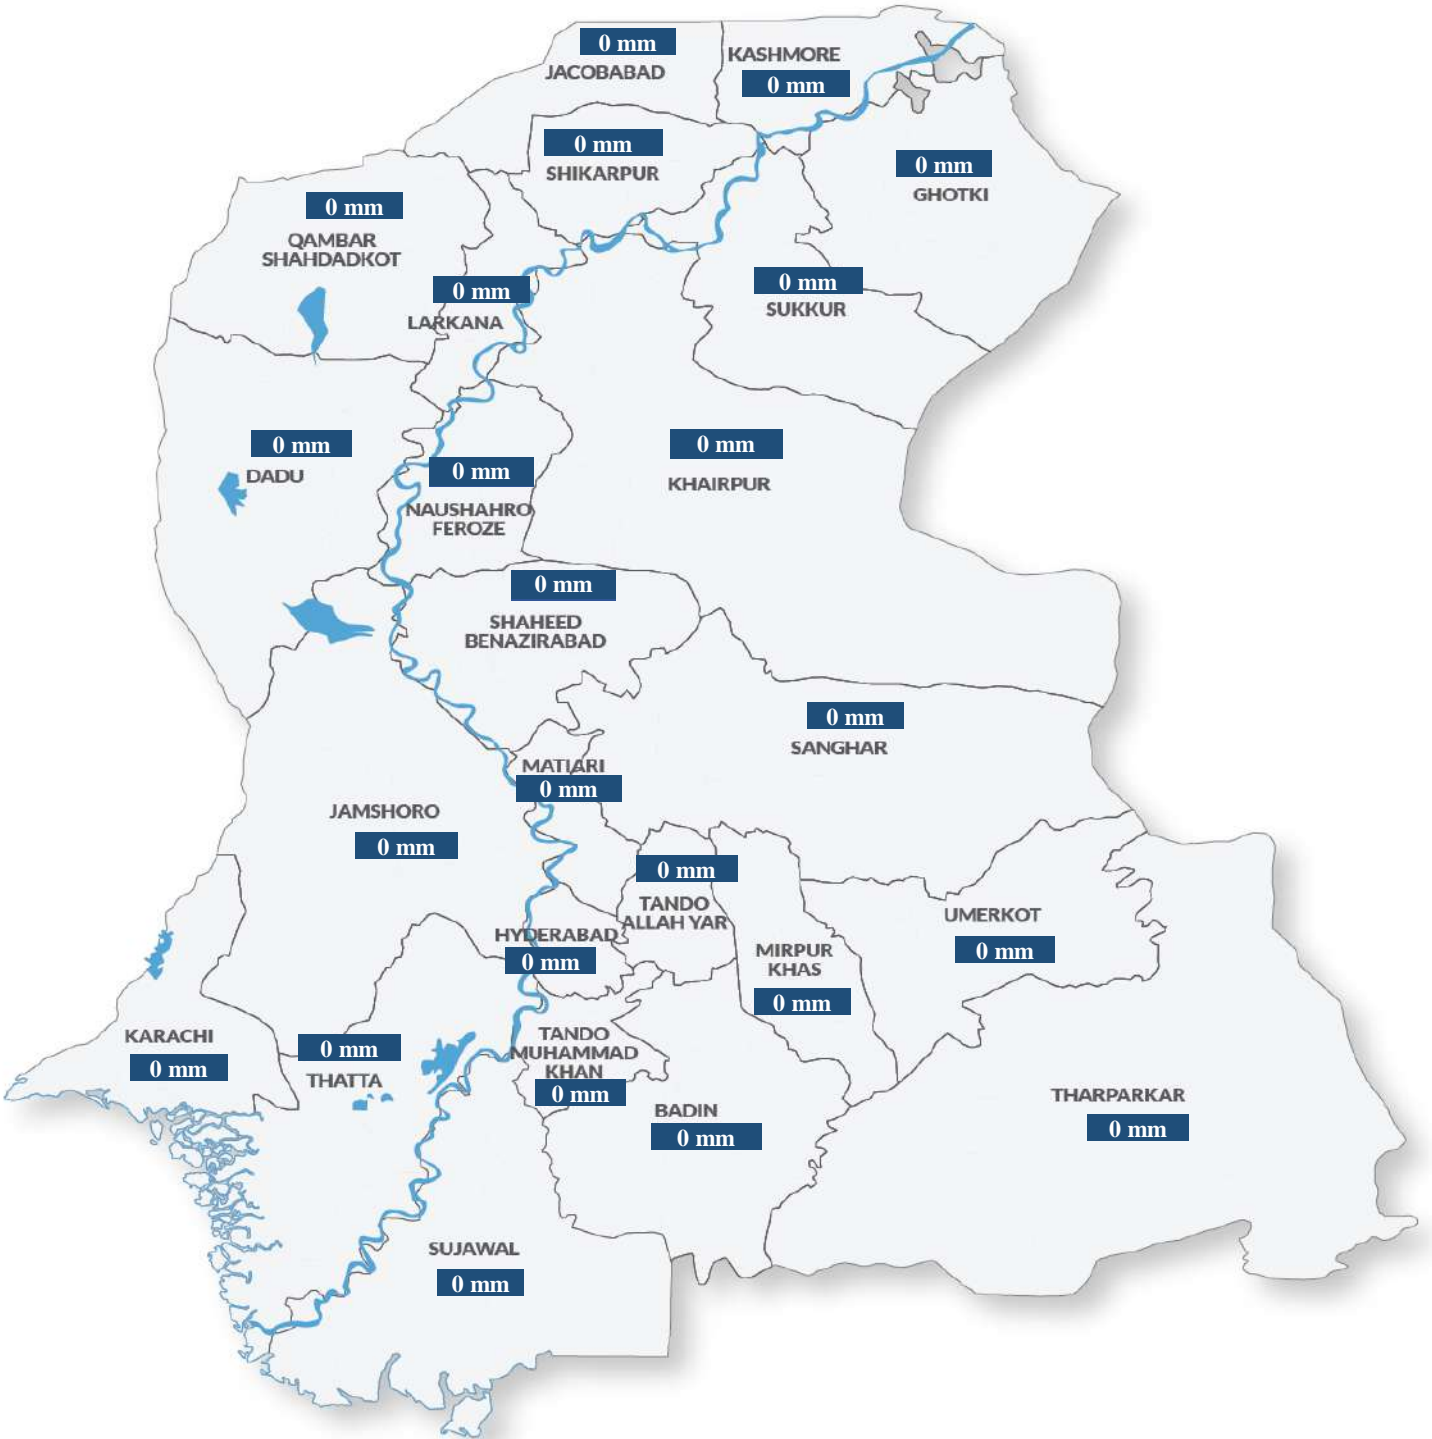 0 mm
JACOBABAD
KASHMORE
0 mm
0 mm
SHIKARPUR
0 mm
GHOTKI
0 mm
QAMBAR
SHAHDADKOT
0 mm
LARKANA
0 mm
SUKKUR
0 mm
DADU
0 mm
NAUSHAHRO
FEROZE
0 mm
KHAIRPUR
0 mm
SHAHEED
BENAZIRABAD
0 mm
SANGHAR
MATIARI
0 mm
JAMSHORO
0 mm
0 mm
TANDO
ALLAH YAR
UMERKOT
0 mm
HYDERABAD
0 mm
MIRPUR
KHAS
0 mm
KARACHI
0 mm
0 mm
THATTA
TANDO
MUHAMMAD
KHAN
0 mm
BADIN
0 mm
THARPARKAR
0 mm
SUJAWAL
0 mm